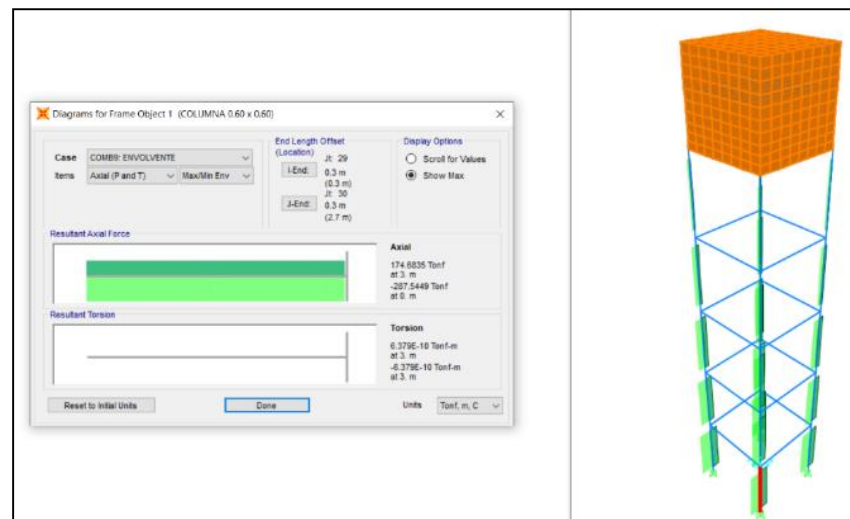 Diagrams for Frame Object 1 (COLUMNA 0.60 x 0.60)
Case COMB9: ENVOLVENTE
Items Axial (P and T) Max/Min Env
End Length Offset
(Location)
I-End: Jt: 29
0.3 m
(0.3 m)
J-End: Jt: 30
0.3 m
(2.7 m)
Display Options
Scroll for Values
Show Max
Resultant Axial Force
Axial
174.6835 Tonf
at 3. m
-287.5449 Tonf
at 0. m
Resultant Torsion
Torsion
6.379E-10 Tonf-m
at 3. m
-6.379E-10 Tonf-m
at 3. m
Reset to Initial Units
Done
Units Tonf, m, C